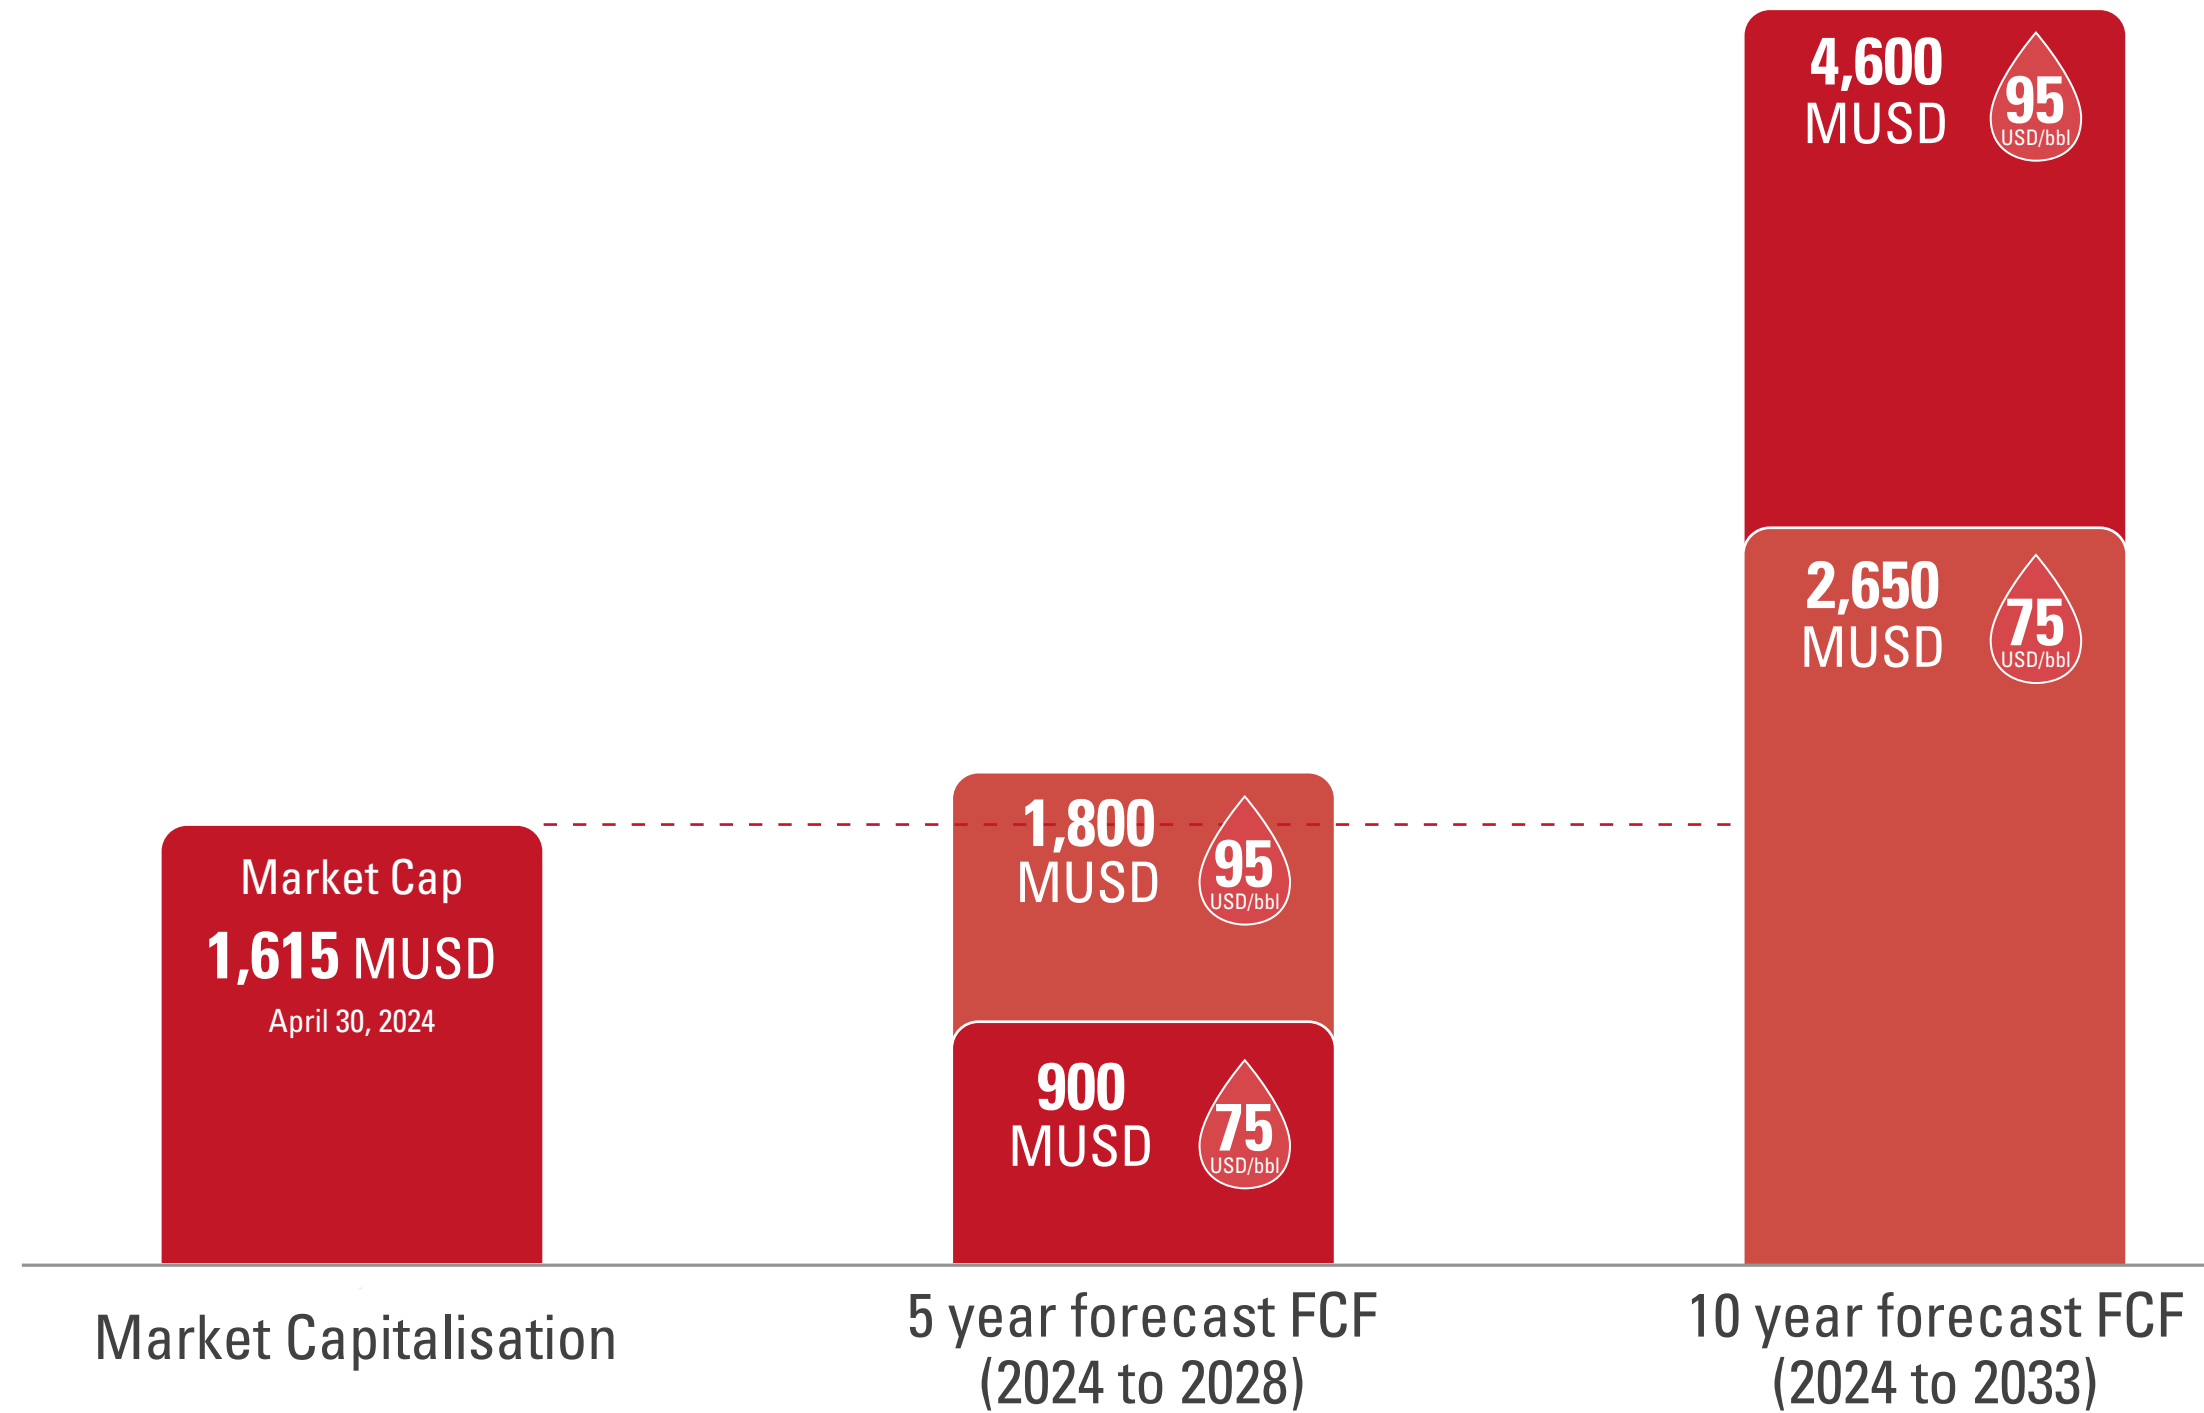 Market Cap
1,615 MUSD
April 30, 2024
Market Capitalisation
1,800
MUSD
95
USD/bbl
900
MUSD
75
USD/bbl
5 year forecast FCF
(2024 to 2028)
4,600
MUSD
95
USD/bbl
2,650
MUSD
75
USD/bbl
10 year forecast FCF
(2024 to 2033)